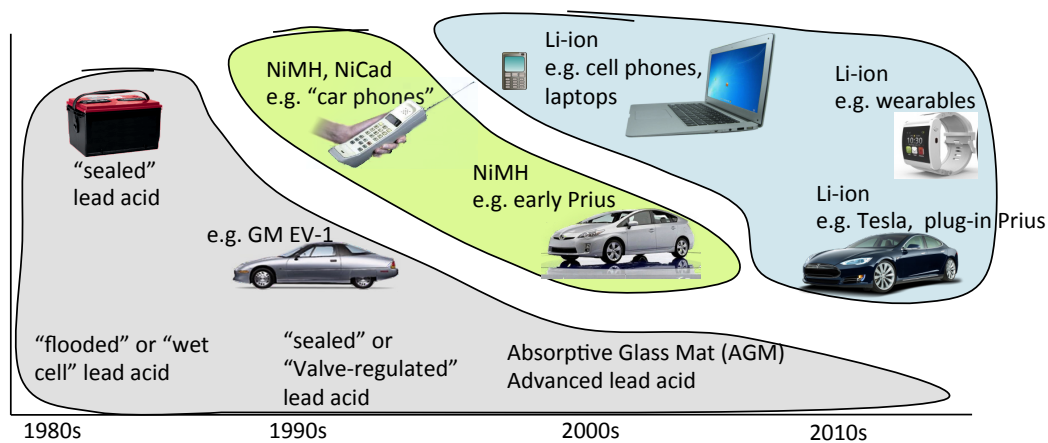 Li-ion
e.g. cell phones,
laptops
NiMH, NiCad
e.g. “car phones”
Li-ion
e.g. wearables
“sealed”
lead acid
NiMH
e.g. early Prius
Li-ion
e.g. Tesla, plug-in Prius
e.g. GM EV-1
“flooded” or “wet
cell” lead acid
“sealed” or
“Valve-regulated”
lead acid
Absorptive Glass Mat (AGM)
Advanced lead acid
1980s
1990s
2000s
2010s
10:30